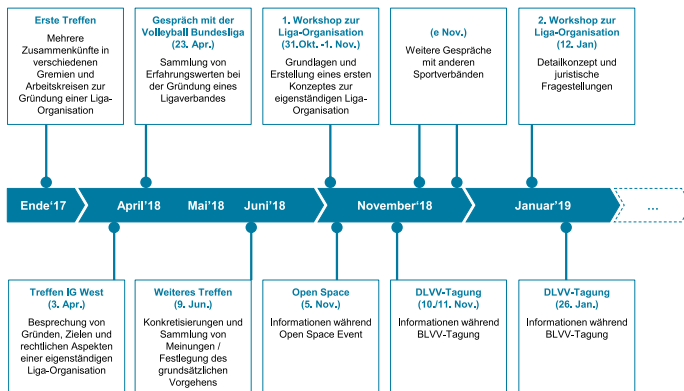 Erste Treffen
Mehrere
Zusammenkünfte in
verschiedenen
Gremien und
Arbeitskreisen zur
Gründung einer Liga-
Organisation
Gespräch mit der
Volleyball Bundesliga
(23. Apr.)
Sammlung von
Erfahrungswerten bei
der Gründung eines
Ligaverbandes
1. Workshop zur
Liga-Organisation
(31.Okt. -1. Nov.)
Grundlagen und
Erstellung eines ersten
Konzeptes zur
eigenständigen Liga-
Organisation
(e Nov.)
Weitere Gespräche
mit anderen
Sportverbänden
2. Workshop zur
Liga-Organisation
(12. Jan)
Detailkonzept und
juristische
Fragestellungen
Ende‘17
April’18
Mai’18
Juni’18
November‘18
Januar’19
...
Treffen IG West
(3. Apr.)
Besprechung von
Gründen, Zielen und
rechtlichen Aspekten
einer eigenständigen
Liga-Organisation
Weiteres Treffen
(9. Jun.)
Konkretisierungen und
Sammlung von
Meinungen /
Festlegung des
grundsätzlichen
Vorgehens
Open Space
(5. Nov.)
Informationen während
Open Space Event
DLVV-Tagung
(10./11. Nov.)
Informationen während
BLVV-Tagung
DLVV-Tagung
(26. Jan.)
Informationen während
BLVV-Tagung